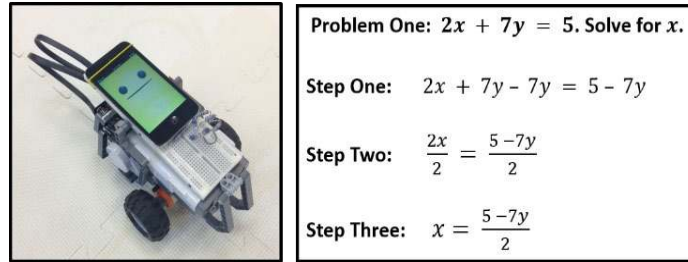 Problem One: 2x + 7y = 5. Solve for x.
Step One: 2x + 7y – 7y = 5 – 7y
Step Two: 2x/2 = 5 –7y/2
Step Three: x = 5 –7y/2